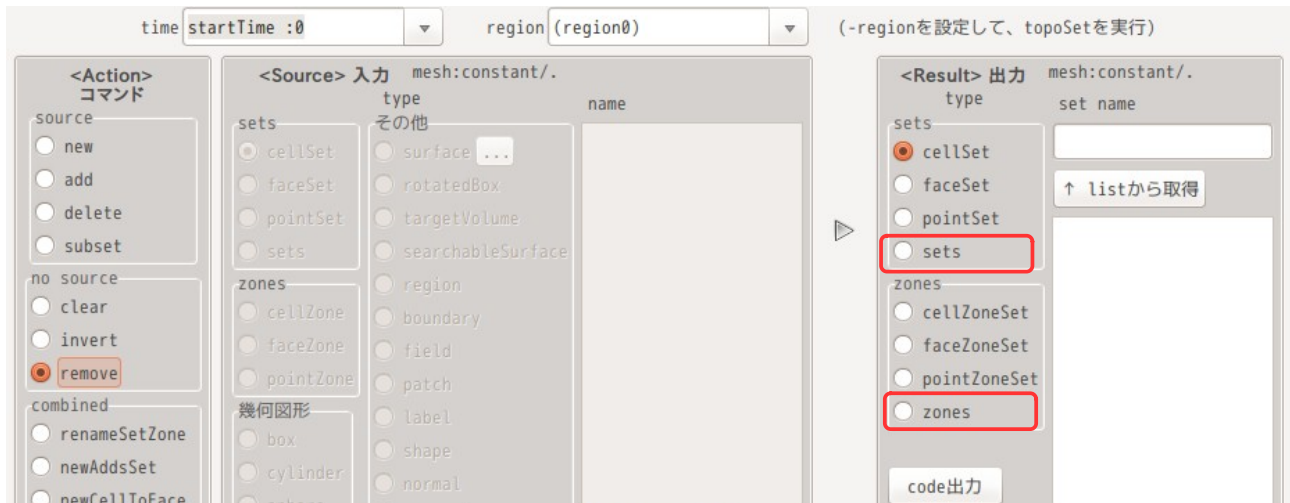 time startTime :0 region (region0) (-regionを設定して、topoSetを実行)
<Action>
コマンド
source
new
add
delete
subset
no source
clear
invert
remove
combined
renameSetZone
newAddsSet
newCellToFace
<Source> 入力 mesh:constant/.
type
name
sets
cellSet
faceSet
pointSet
sets
zones
cellZone
faceZone
pointZone
幾何図形
box
cylinder
その他
surface ...
rotatedBox
targetVolume
searchableSurface
region
boundary
field
patch
label
shape
normal
<Result> 出力 mesh:constant/.
type
set name
sets
cellSet
faceSet
pointSet
sets
zones
cellZoneSet
faceZoneSet
pointZoneSet
zones
code出力
↑ listから取得